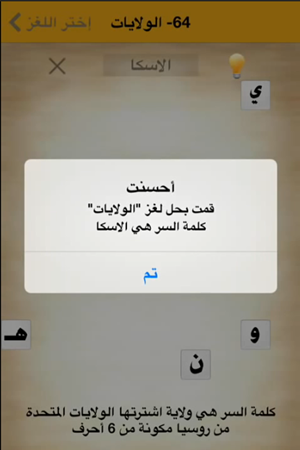 64- الولايات
إختر اللغز
الاسكا
ي
أحسنت
قمت بحل لغز "الولايات"
كلمة السر هي الاسكا
تم
و
هـ
ن
كلمة السر هي ولاية اشترتها الولايات المتحدة
من روسيا مكونة من 6 أحرف